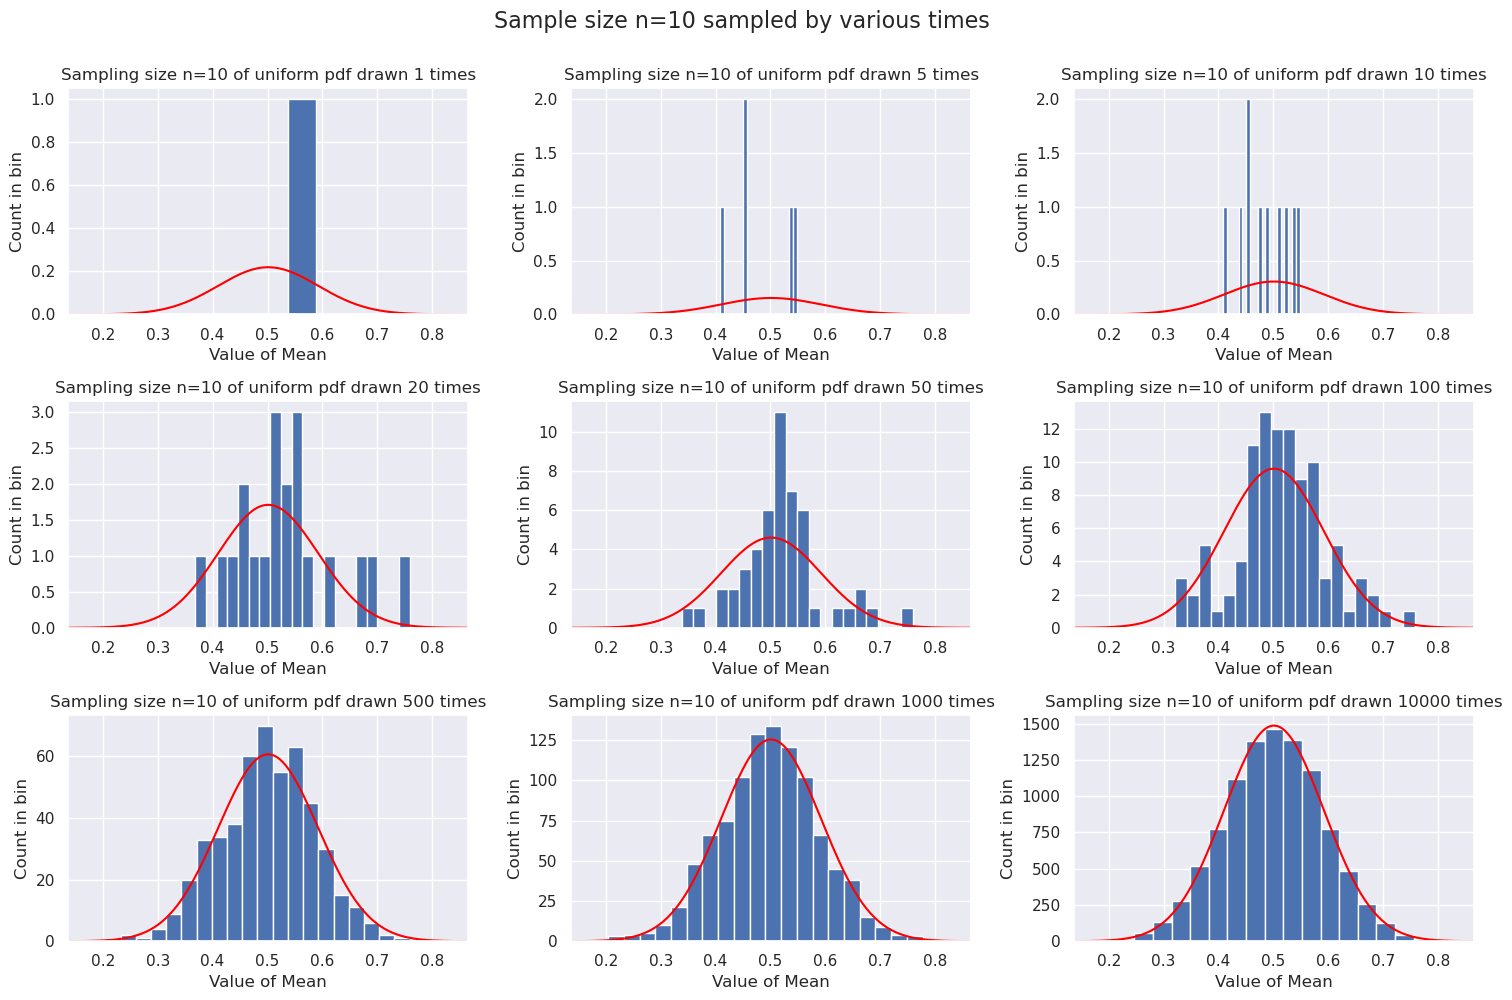 Sample size n=10 sampled by various times
Sampling size n=10 of uniform pdf drawn 1 times
1.0
0.8
0.6
0.4
0.2
0.0
Count in bin
0.2 0.3 0.4 0.5 0.6 0.7 0.8
Value of Mean
Sampling size n=10 of uniform pdf drawn 5 times
2.0
1.5
1.0
0.5
0.0
Count in bin
0.2 0.3 0.4 0.5 0.6 0.7 0.8
Value of Mean
Sampling size n=10 of uniform pdf drawn 10 times
2.0
1.5
1.0
0.5
0.0
Count in bin
0.2 0.3 0.4 0.5 0.6 0.7 0.8
Value of Mean
Sampling size n=10 of uniform pdf drawn 20 times
3.0
2.5
2.0
1.5
1.0
0.5
0.0
Count in bin
0.2 0.3 0.4 0.5 0.6 0.7 0.8
Value of Mean
Sampling size n=10 of uniform pdf drawn 50 times
10
8
6
4
2
0
Count in bin
0.2 0.3 0.4 0.5 0.6 0.7 0.8
Value of Mean
Sampling size n=10 of uniform pdf drawn 100 times
12
10
8
6
4
2
0
Count in bin
0.2 0.3 0.4 0.5 0.6 0.7 0.8
Value of Mean
Sampling size n=10 of uniform pdf drawn 500 times
60
40
20
0
Count in bin
0.2 0.3 0.4 0.5 0.6 0.7 0.8
Value of Mean
Sampling size n=10 of uniform pdf drawn 1000 times
125
100
75
50
25
0
Count in bin
0.2 0.3 0.4 0.5 0.6 0.7 0.8
Value of Mean
Sampling size n=10 of uniform pdf drawn 10000 times
1500
1250
1000
750
500
250
0
Count in bin
0.2 0.3 0.4 0.5 0.6 0.7 0.8
Value of Mean